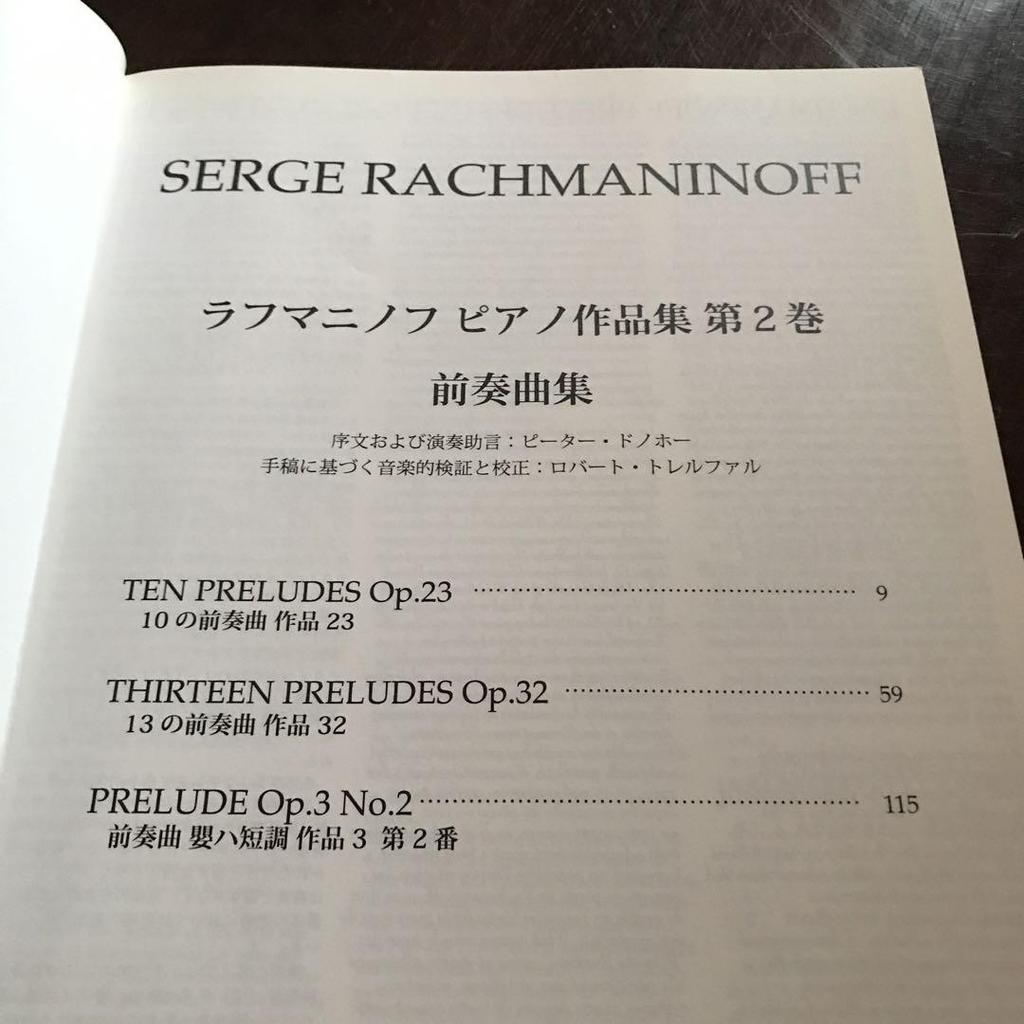 SERGE RACHMANINOFF
ラフマニノフ ピアノ作品集 第2巻
前奏曲集
序文および演奏助言：ピーター・ドノホー
手稿に基づく音楽的検証と校正：ロバート・トレルファル
TEN PRELUDES Op.23 ････････････････････････ 9
10の前奏曲 作品23
THIRTEEN PRELUDES Op.32 ････････････････････ 59
13の前奏曲 作品32
PRELUDE Op.3 No.2 ････････････････････････････ 115
前奏曲 嬰ハ短調 作品3 第2番